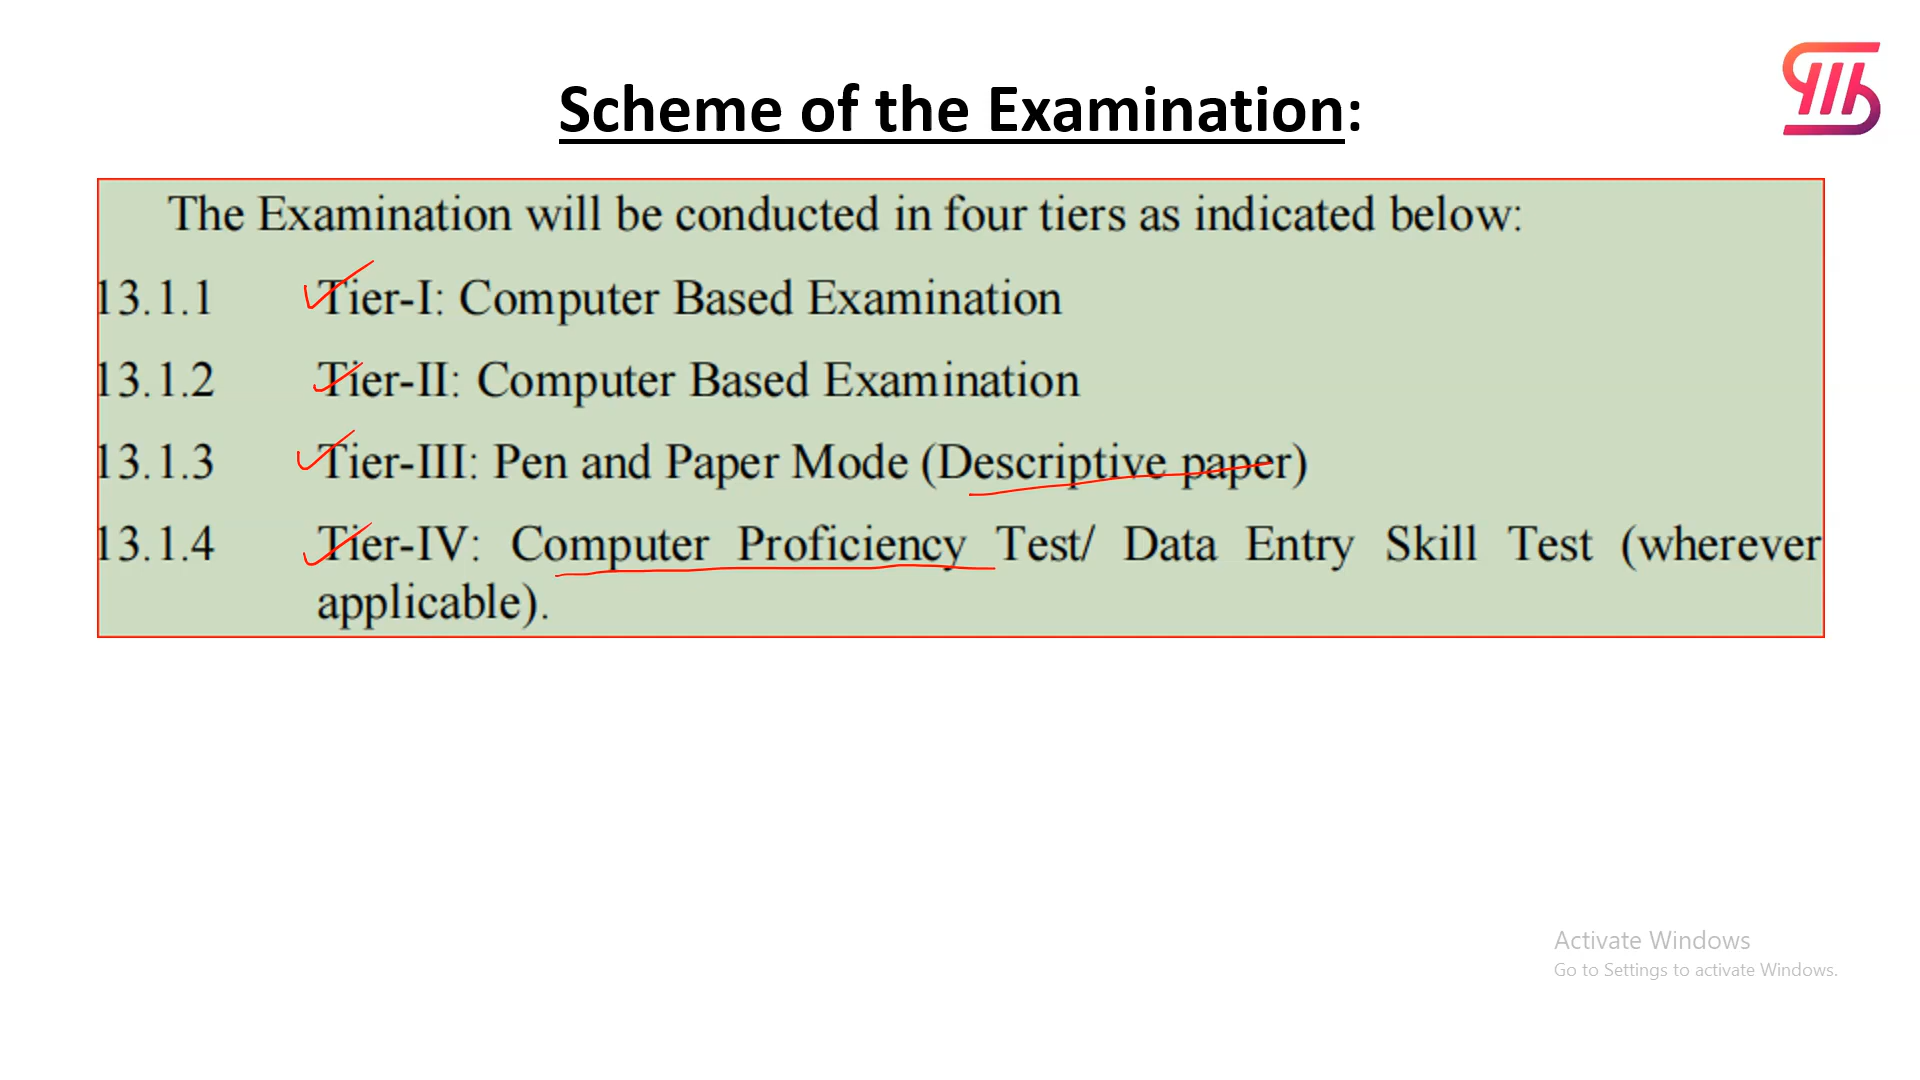 Scheme of the Examination:
The Examination will be conducted in four tiers as indicated below:
13.1.1 Tier-I: Computer Based Examination
13.1.2 Tier-II: Computer Based Examination
13.1.3 Tier-III: Pen and Paper Mode (Descriptive paper)
13.1.4 Tier-IV: Computer Proficiency Test/ Data Entry Skill Test (wherever
applicable).
Activate Windows
Go to Settings to activate Windows.